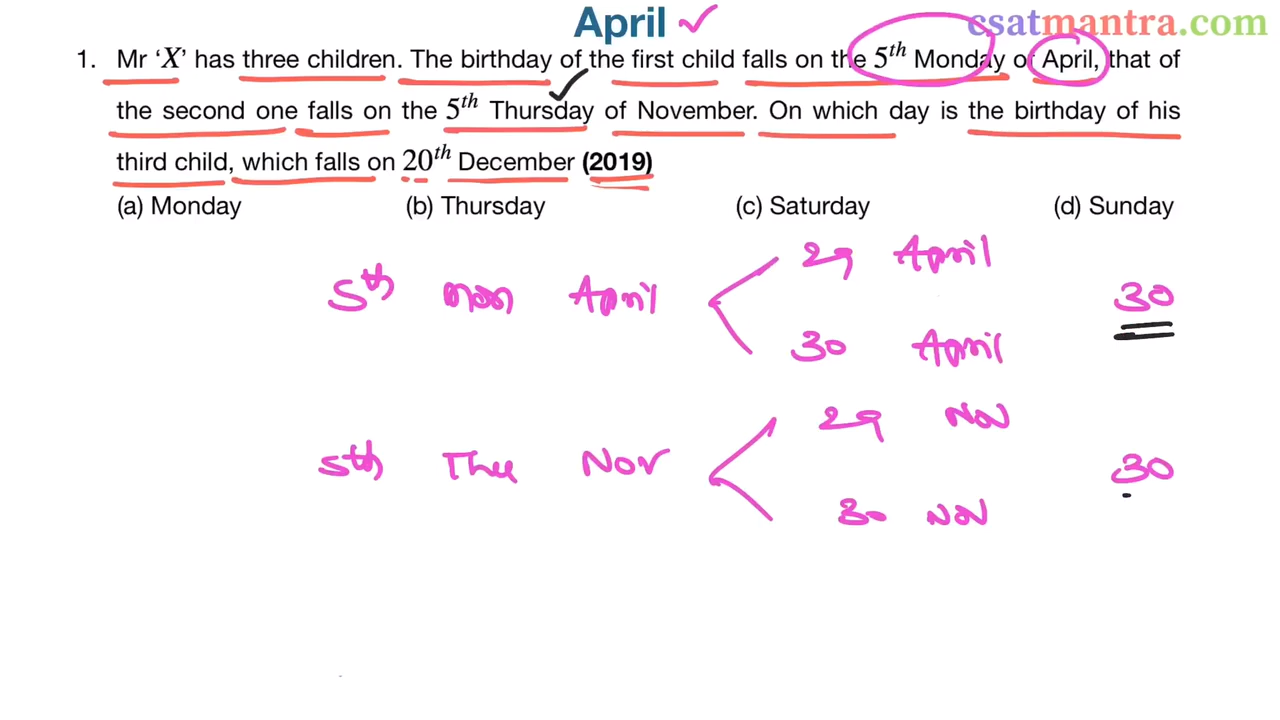 April ✓
csatmantra.com
1. Mr ‘X’ has three children. The birthday of the first child falls on the 5th Monday of April, that of
the second one falls on the 5th Thursday of November. On which day is the birthday of his
third child, which falls on 20th December (2019)
(a) Monday (b) Thursday (c) Saturday (d) Sunday
29 April
5th mon April 30
30 April
29 Nov
5th Thu Nov 30
30 Nov